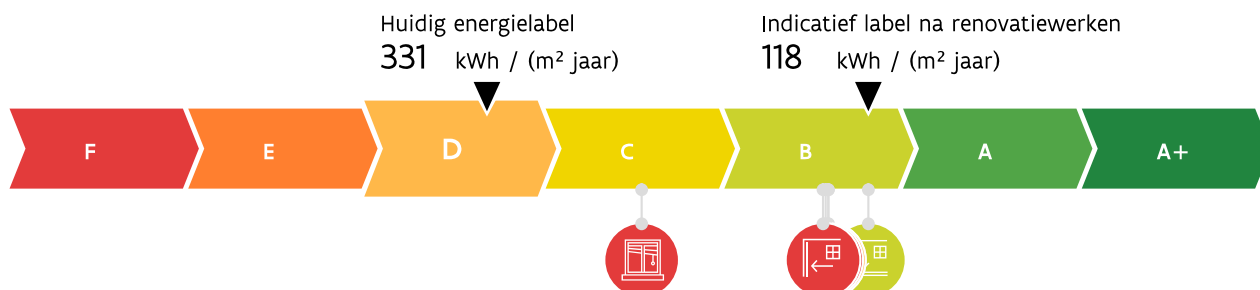 Huidig energielabel
331 kWh / (m² jaar)
Indicatief label na renovatiewerken
118 kWh / (m² jaar)
F E D C B A A+